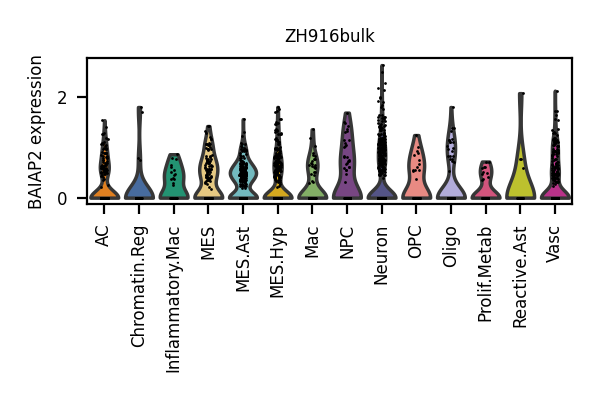 ZH916bulk
BAIAP2 expression
2
0
AC
Chromatin.Reg
Inflammatory.Mac
MES
MES.Ast
MES.Hyp
Mac
NPC
Neuron
OPC
Oligo
Prolif.Metab
Reactive.Ast
Vasc